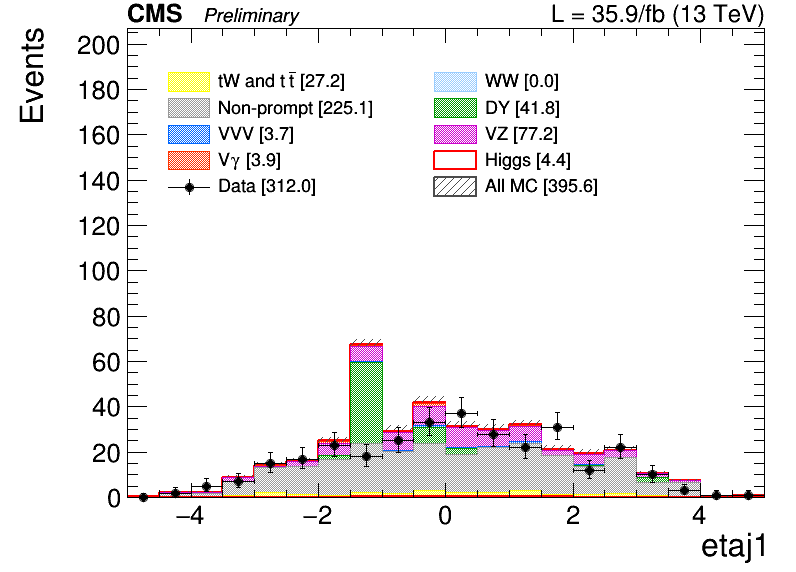 CMS Preliminary L = 35.9/fb (13 TeV)
Events
200
180
160
140
120
100
80
60
40
20
0
tW and t t̅ [27.2]
Non-prompt [225.1]
VVV [3.7]
Vγ [3.9]
Data [312.0]
WW [0.0]
DY [41.8]
VZ [77.2]
Higgs [4.4]
All MC [395.6]
−4 −2 0 2 4
etaj1